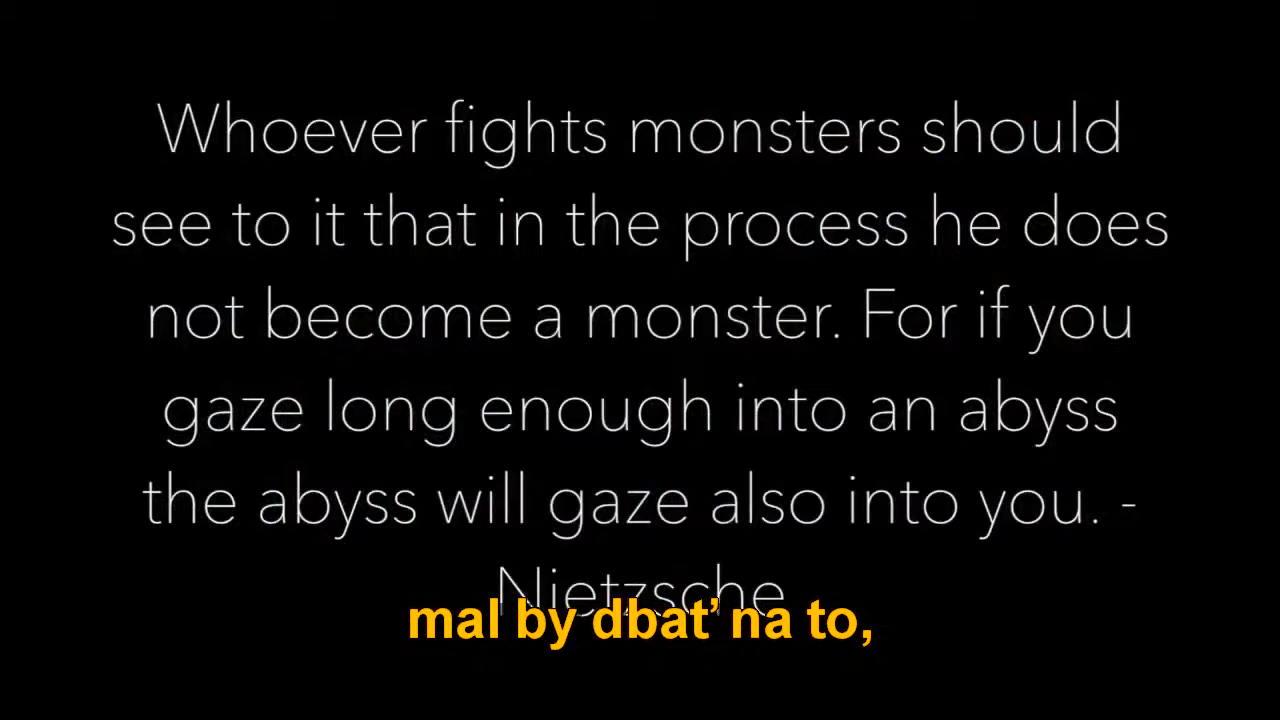 Whoever fights monsters should
see to it that in the process he does
not become a monster. For if you
gaze long enough into an abyss
the abyss will gaze also into you. -
Nietzsche
mal by dbať na to,